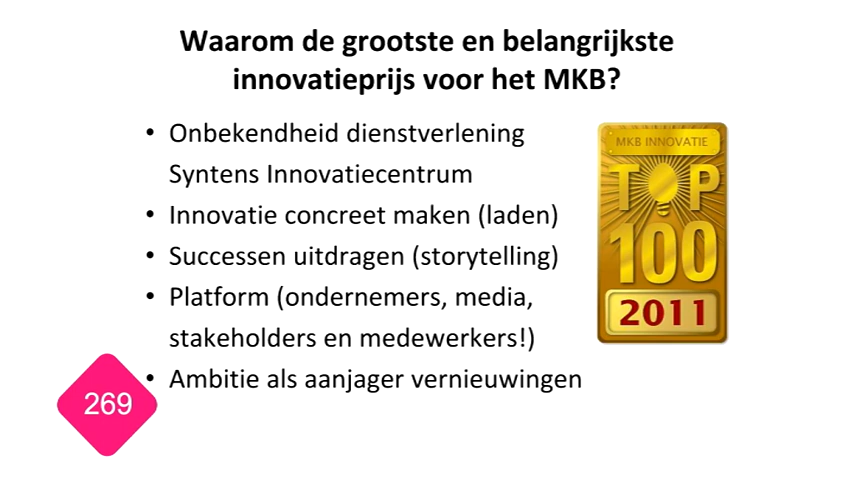 Waarom de grootste en belangrijkste
innovatieprijs voor het MKB?
• Onbekendheid dienstverlening
Syntens Innovatiecentrum
• Innovatie concreet maken (laden)
• Successen uitdragen (storytelling)
• Platform (ondernemers, media,
stakeholders en medewerkers!)
• Ambitie als aanjager vernieuwingen
MKB INNOVATIE
TOP
100
2011
269